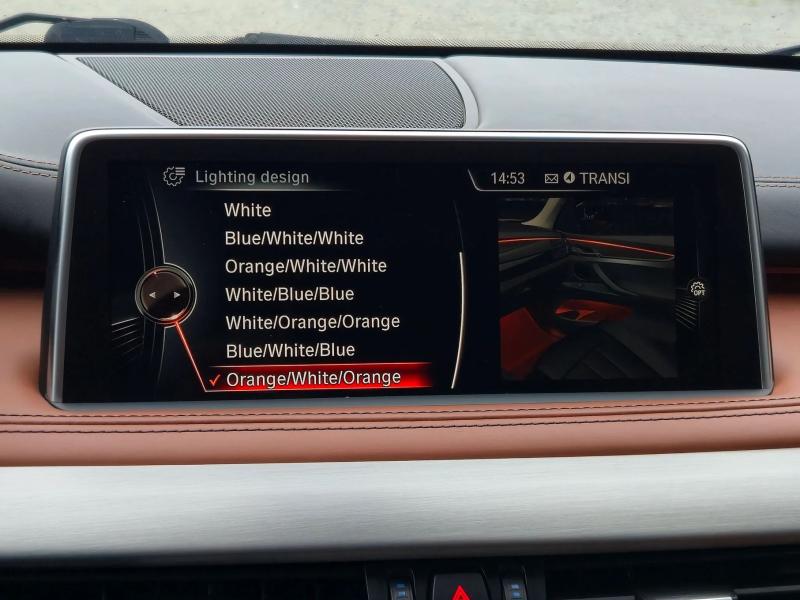 Lighting design
14:53 TRANSI
White
Blue/White/White
Orange/White/White
White/Blue/Blue
White/Orange/Orange
Blue/White/Blue
Orange/White/Orange
OPT